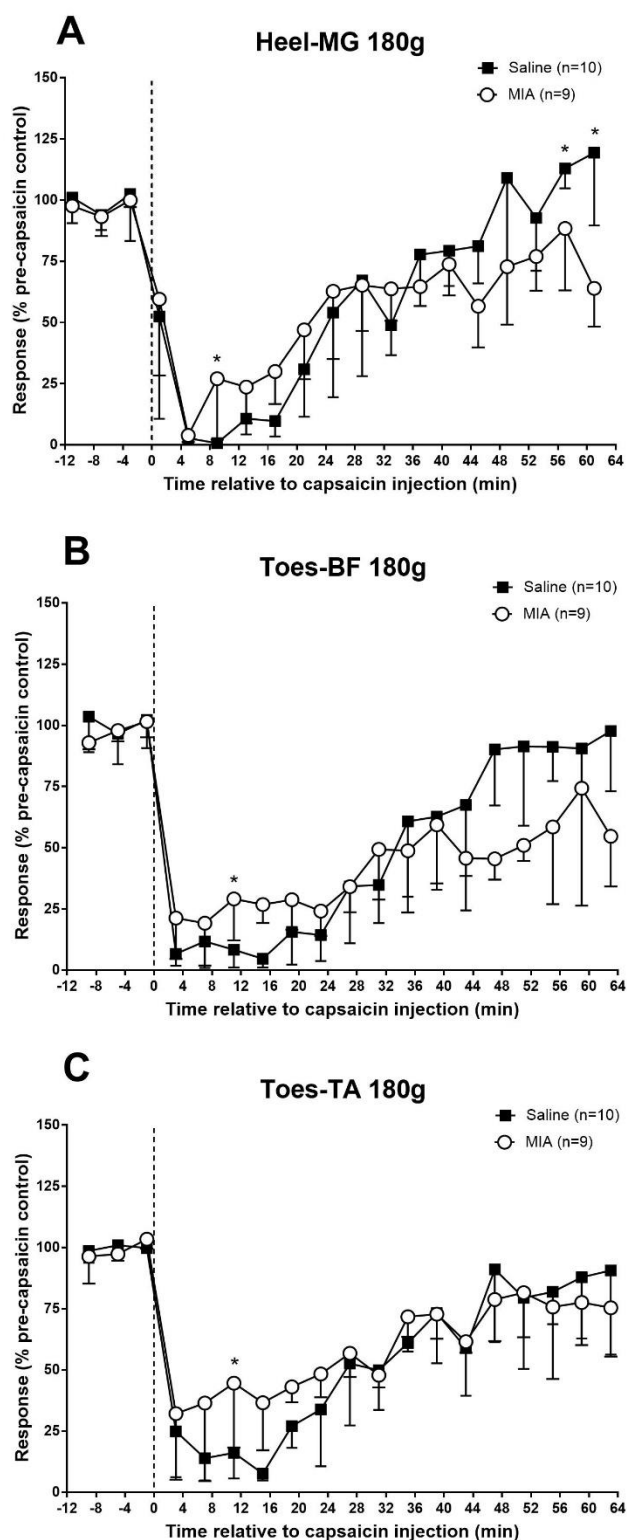 A
Heel-MG 180g
Saline (n=10)
MIA (n=9)
Response (% pre-capsaicin control)
150
125
100
75
50
25
0
*
*
*
-12 -8 -4 0 4 8 12 16 20 24 28 32 36 40 44 48 52 56 60 64
Time relative to capsaicin injection (min)
B
Toes-BF 180g
Saline (n=10)
MIA (n=9)
Response (% pre-capsaicin control)
150
125
100
75
50
25
0
*
-12 -8 -4 0 4 8 12 16 20 24 28 32 36 40 44 48 52 56 60 64
Time relative to capsaicin injection (min)
C
Toes-TA 180g
Saline (n=10)
MIA (n=9)
Response (% pre-capsaicin control)
150
125
100
75
50
25
0
*
-12 -8 -4 0 4 8 12 16 20 24 28 32 36 40 44 48 52 56 60 64
Time relative to capsaicin injection (min)